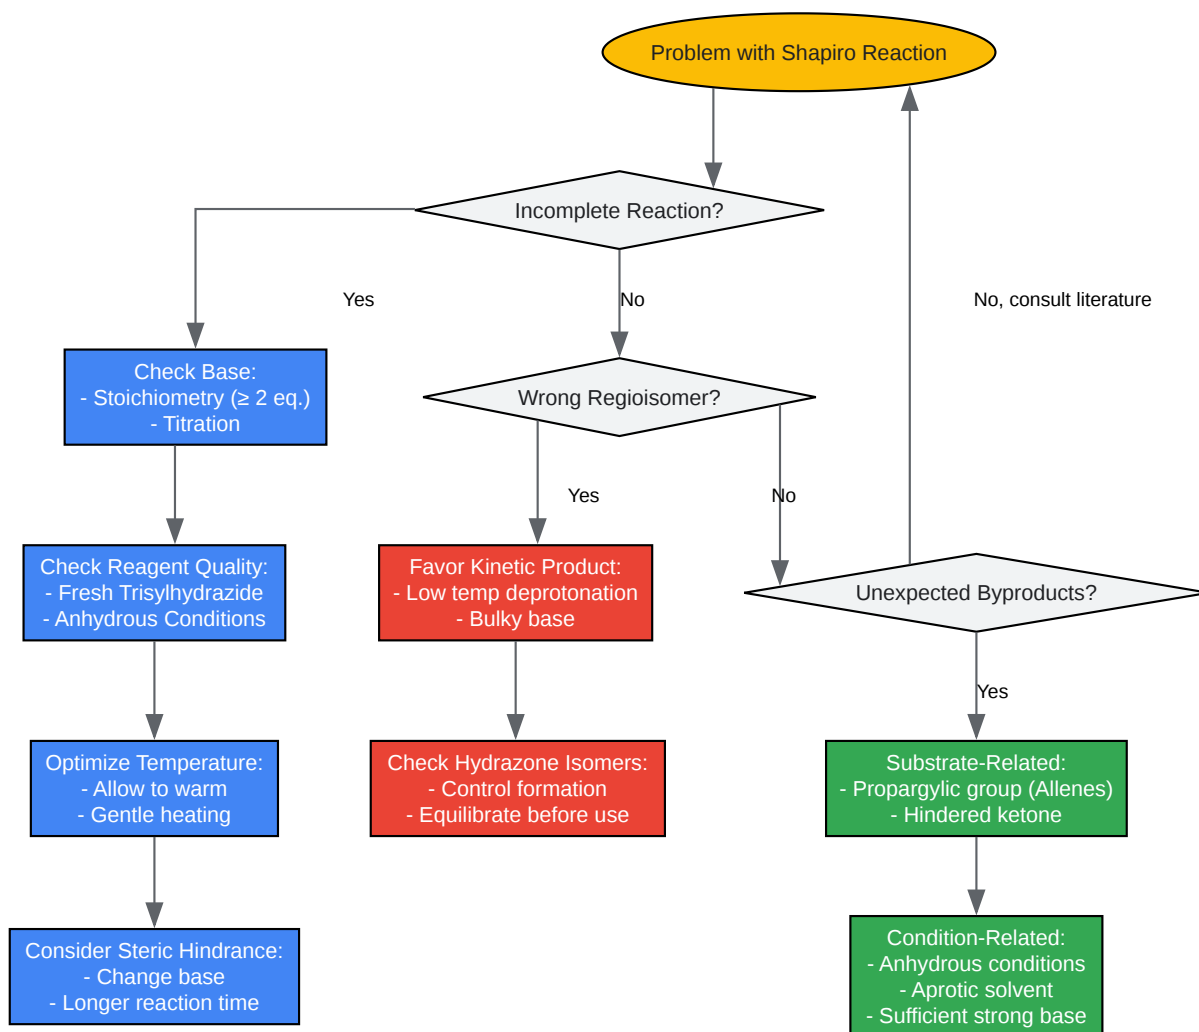 Problem with Shapiro Reaction
Incomplete Reaction?
Yes
No
No, consult literature
Check Base:
- Stoichiometry (≥ 2 eq.)
- Titration
Wrong Regioisomer?
Yes
No
Check Reagent Quality:
- Fresh Trisylhydrazide
- Anhydrous Conditions
Favor Kinetic Product:
- Low temp deprotonation
- Bulky base
Unexpected Byproducts?
Yes
Optimize Temperature:
- Allow to warm
- Gentle heating
Check Hydrazone Isomers:
- Control formation
- Equilibrate before use
Substrate-Related:
- Propargylic group (Allenes)
- Hindered ketone
Consider Steric Hindrance:
- Change base
- Longer reaction time
Condition-Related:
- Anhydrous conditions
- Aprotic solvent
- Sufficient strong base